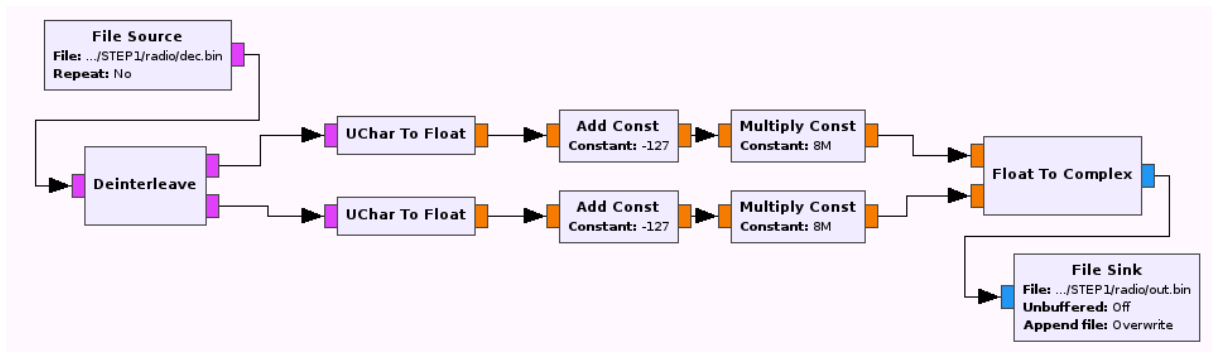 File Source
File: .../STEP1/radio/dec.bin
Repeat: No
Deinterleave
UChar To Float
Add Const
Constant: -127
Multiply Const
Constant: 8M
UChar To Float
Add Const
Constant: -127
Multiply Const
Constant: 8M
Float To Complex
File Sink
File: .../STEP1/radio/out.bin
Unbuffered: Off
Append file: Overwrite